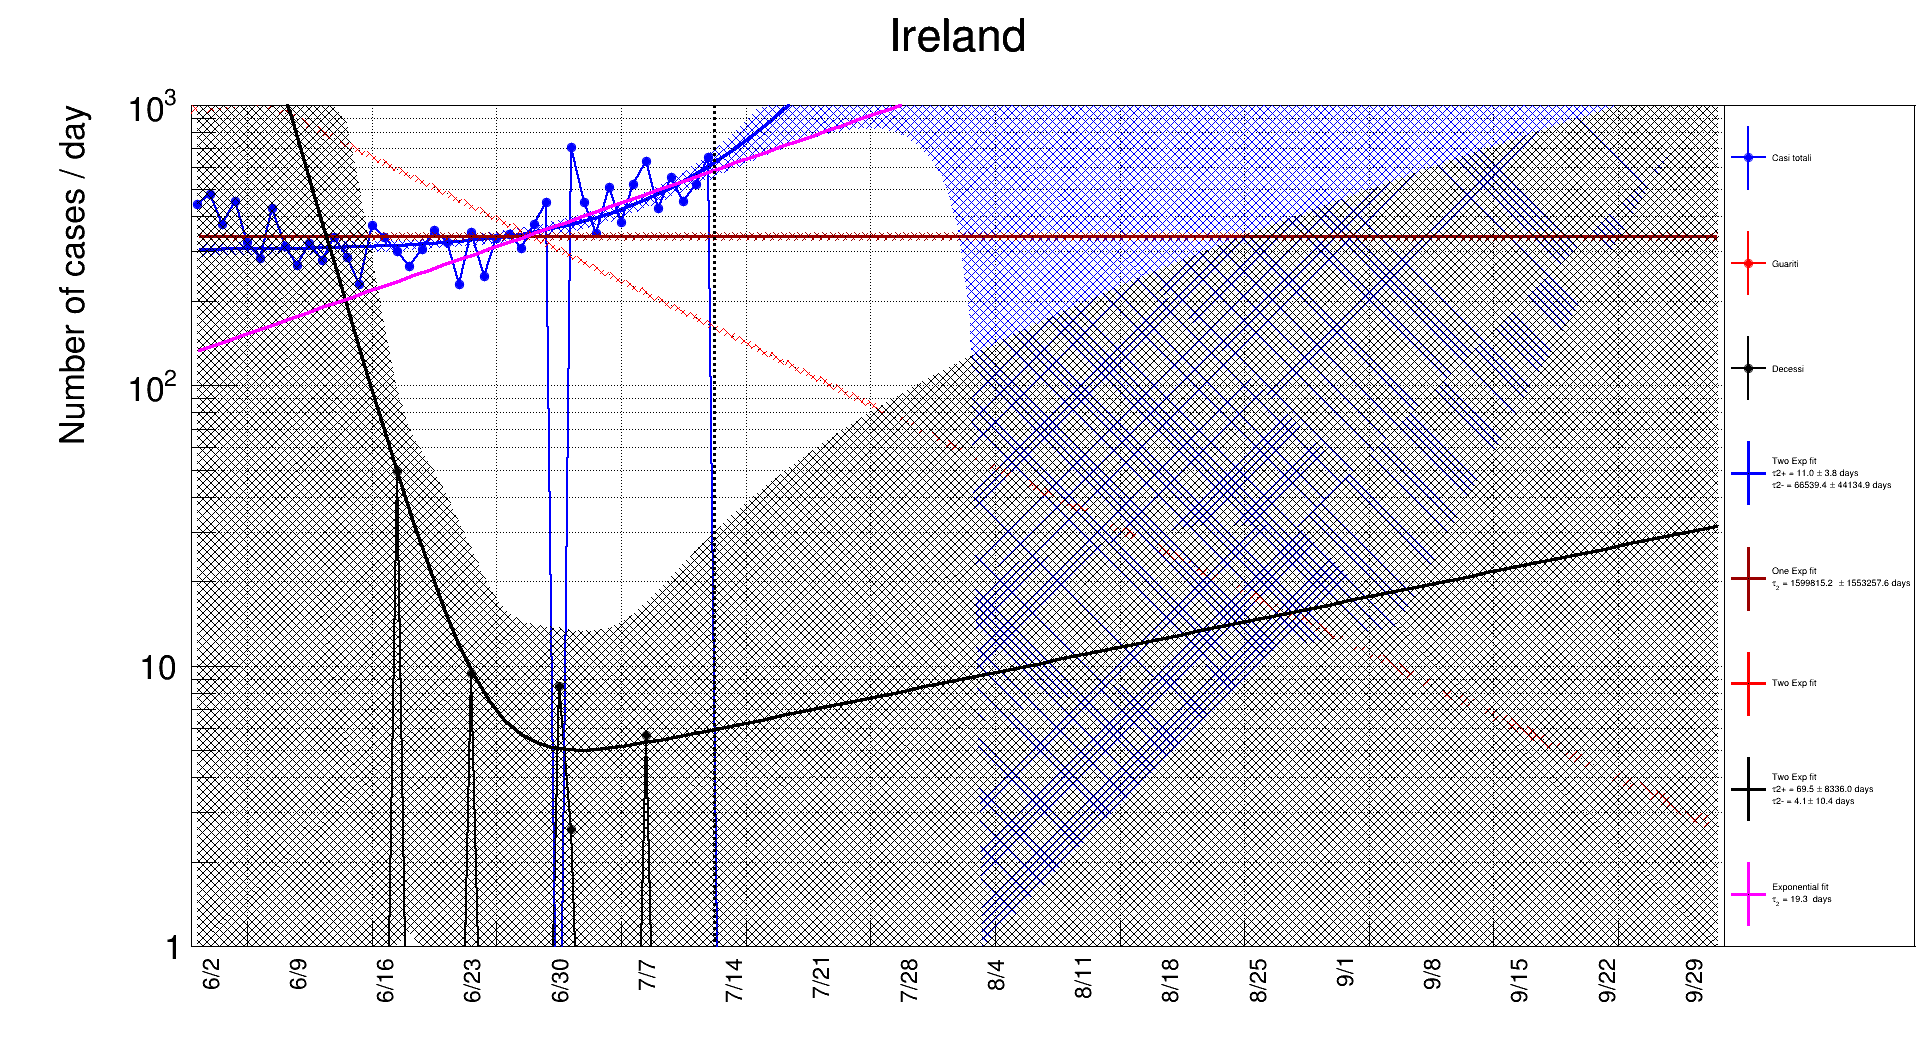 Ireland
Number of cases / day
10³
10²
10
1
6/2 6/9 6/16 6/23 6/30 7/7 7/14 7/21 7/28 8/4 8/11 8/18 8/25 9/1 9/8 9/15 9/22 9/29
Casi totali
Guariti
Decessi
Two Exp fit
τ2+ = 11.0 ± 3.8 days
τ2- = 66539.4 ± 44134.9 days
One Exp fit
τ₂ = 1599815.2 ± 1553257.6 days
Two Exp fit
Two Exp fit
τ2+ = 69.5 ± 8336.0 days
τ2- = 4.1 ± 10.4 days
Exponential fit
τ₂ = 19.3 days